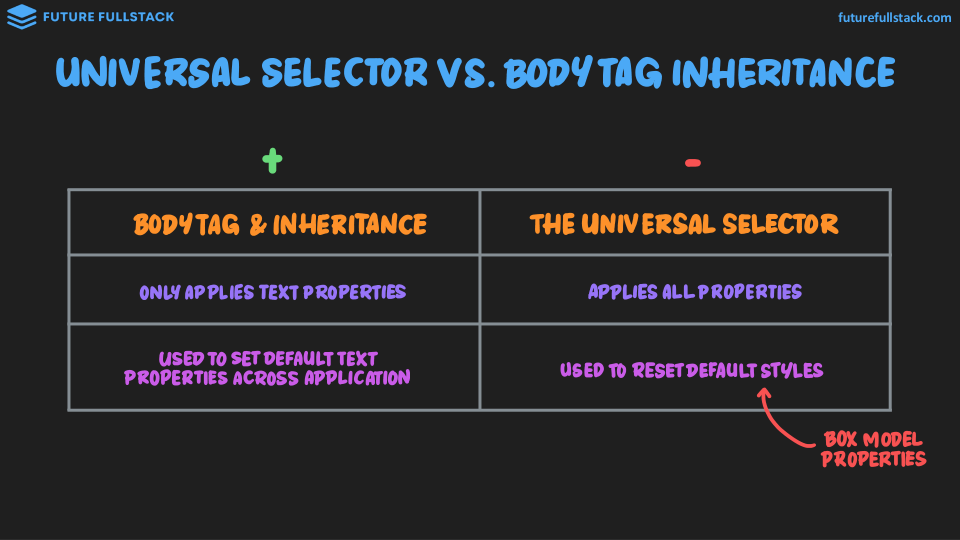 FUTURE FULLSTACK
futurefullstack.com
UNIVERSAL SELECTOR VS. BODY TAG INHERITANCE
+
-
BODY TAG & INHERITANCE
THE UNIVERSAL SELECTOR
ONLY APPLIES TEXT PROPERTIES
APPLIES ALL PROPERTIES
USED TO SET DEFAULT TEXT
PROPERTIES ACROSS APPLICATION
USED TO RESET DEFAULT STYLES
BOX MODEL
PROPERTIES